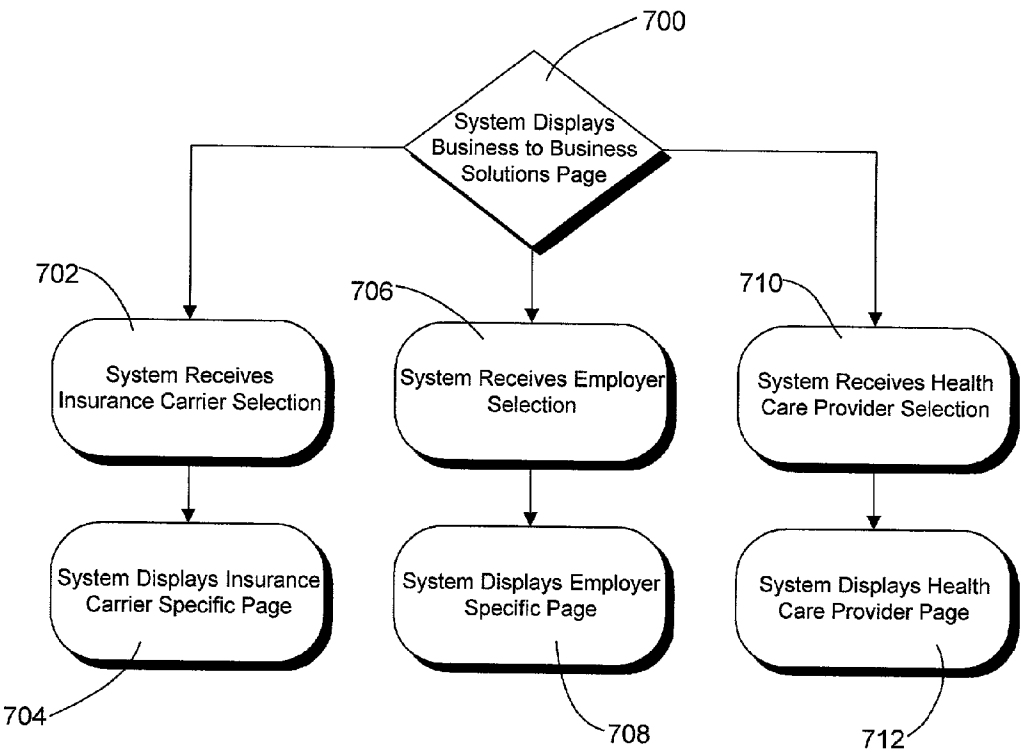 700
System Displays
Business to Business
Solutions Page
702
706
710
System Receives
Insurance Carrier Selection
System Receives Employer
Selection
System Receives Health
Care Provider Selection
System Displays Insurance
Carrier Specific Page
System Displays Employer
Specific Page
System Displays Health
Care Provider Page
704
708
712